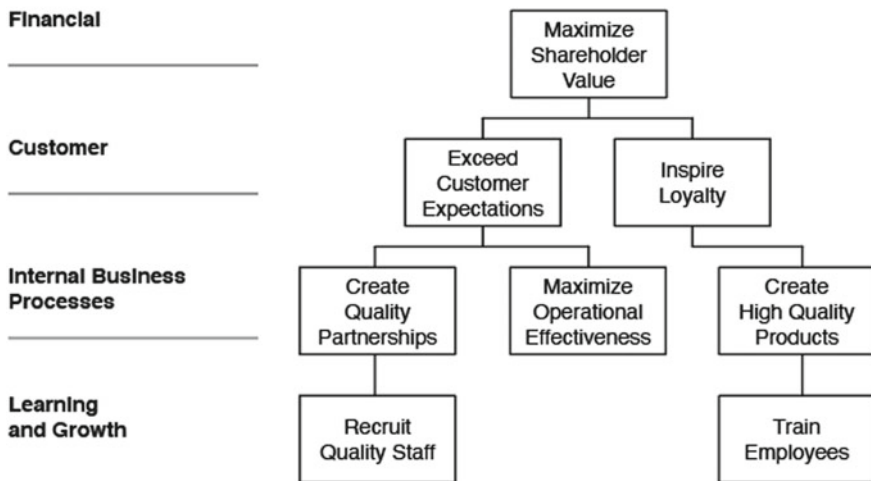 Financial
Maximize
Shareholder
Value
Customer
Exceed
Customer
Expectations
Inspire
Loyalty
Internal Business
Processes
Create
Quality
Partnerships
Maximize
Operational
Effectiveness
Create
High Quality
Products
Learning
and Growth
Recruit
Quality Staff
Train
Employees